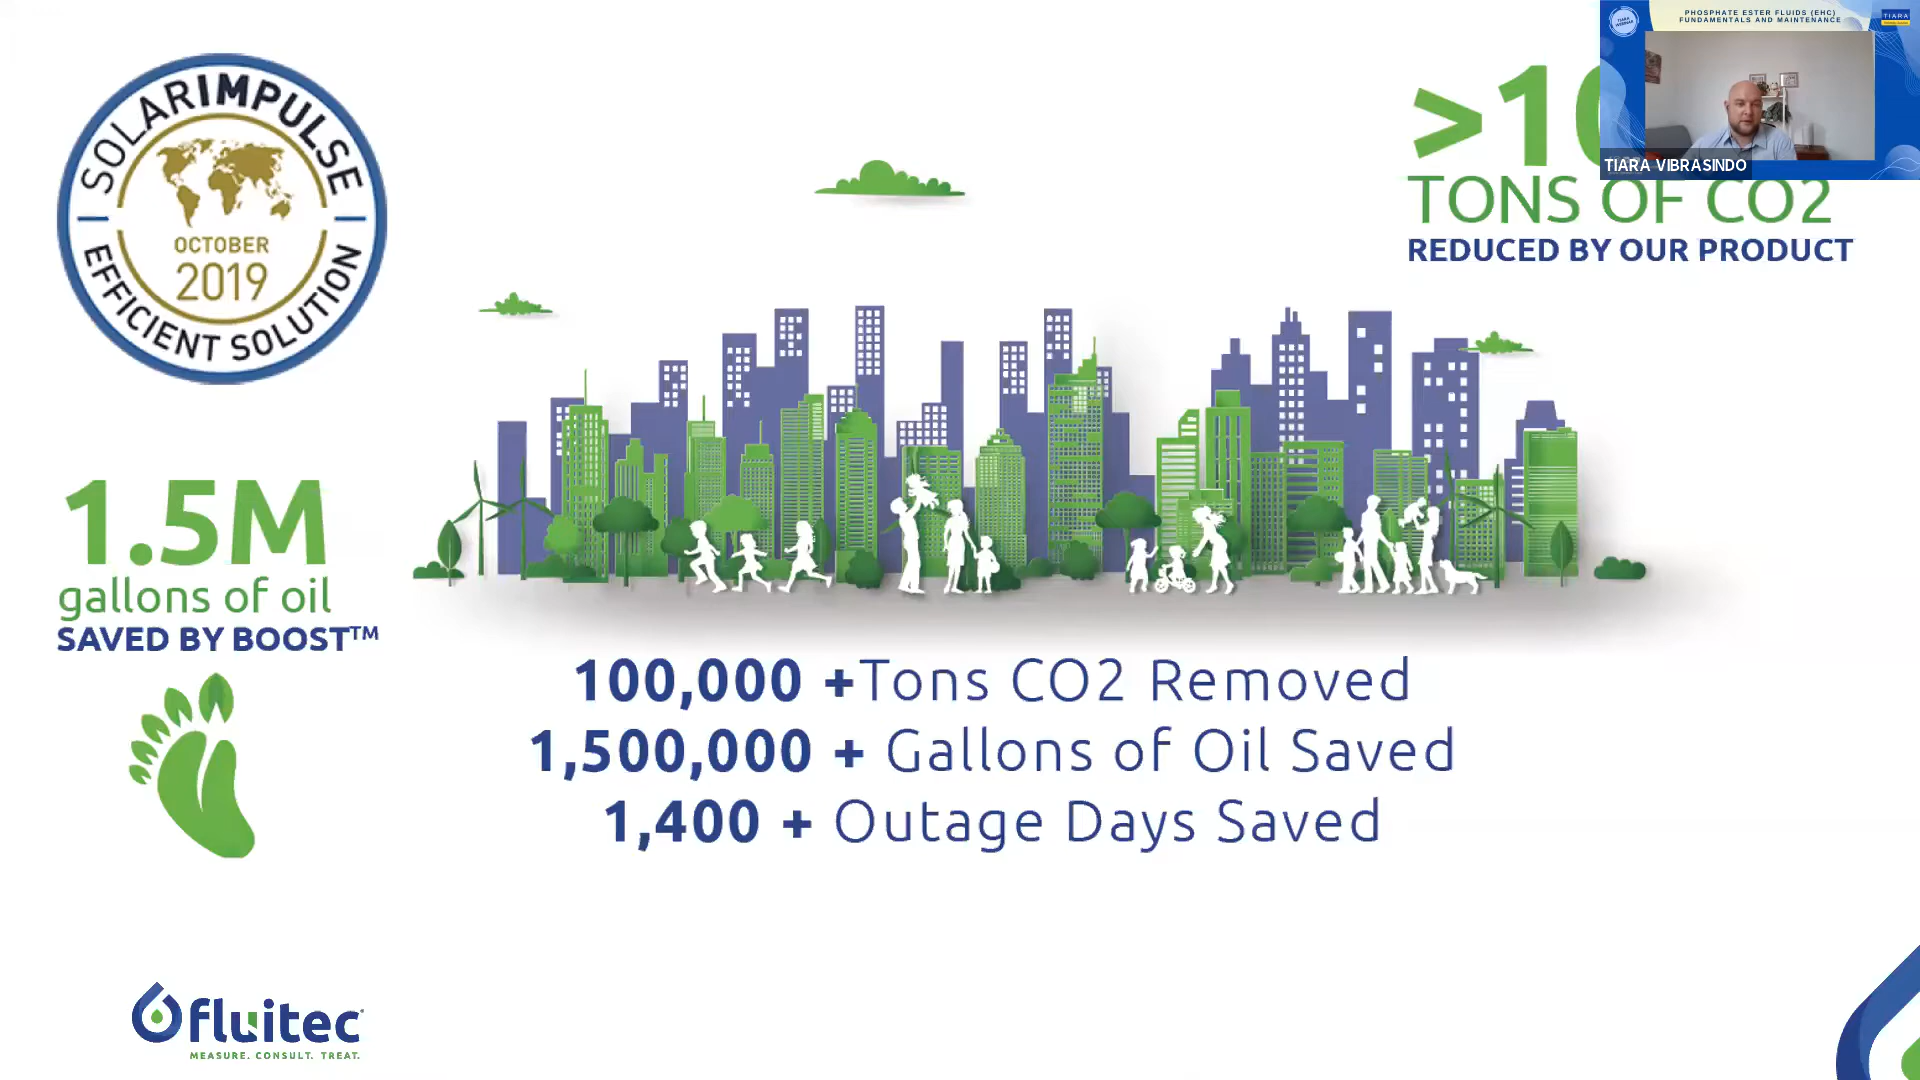 SOLARIMPULSE
OCTOBER
2019
EFFICIENT SOLUTION
1.5M
gallons of oil
SAVED BY BOOST™
PHOSPHATE ESTER FLUIDS (EHC)
FUNDAMENTALS AND MAINTENANCE
TIARA
TIARA VIBRASINDO
>10
TONS OF CO2
REDUCED BY OUR PRODUCT
100,000 +Tons CO2 Removed
1,500,000 + Gallons of Oil Saved
1,400 + Outage Days Saved
fluitec
MEASURE. CONSULT. TREAT.